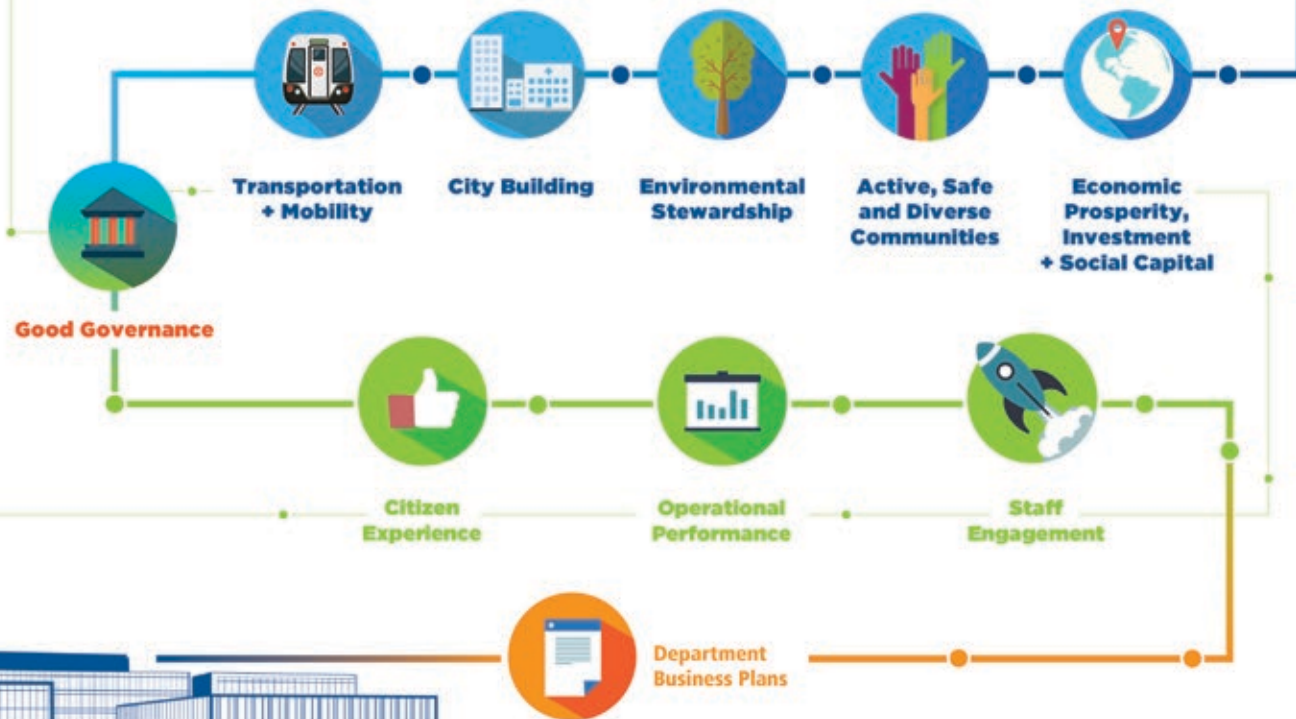 Transportation
+ Mobility
City Building
Environmental
Stewardship
Active, Safe
and Diverse
Communities
Economic
Prosperity,
Investment
+ Social Capital
Good Governance
Citizen
Experience
Operational
Performance
Staff
Engagement
Department
Business Plans